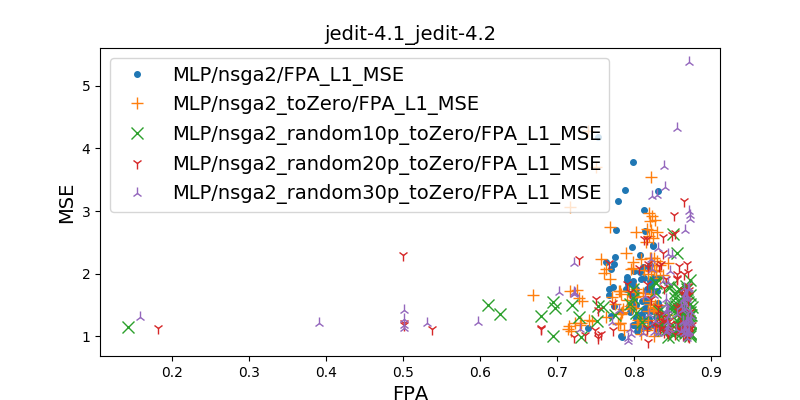 jedit-4.1_jedit-4.2
MLP/nsga2/FPA_L1_MSE
MLP/nsga2_toZero/FPA_L1_MSE
MLP/nsga2_random10p_toZero/FPA_L1_MSE
MLP/nsga2_random20p_toZero/FPA_L1_MSE
MLP/nsga2_random30p_toZero/FPA_L1_MSE
MSE
5
4
3
2
1
0.2 0.3 0.4 0.5 0.6 0.7 0.8 0.9
FPA